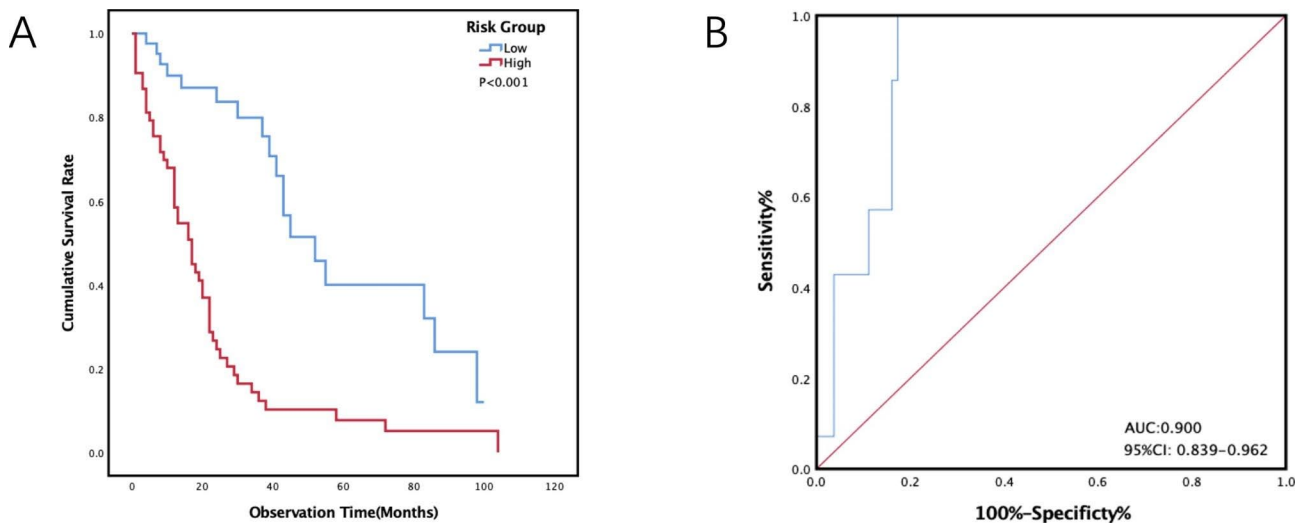 A
Risk Group
Low
High
P<0.001
1.0
0.8
0.6
0.4
0.2
0.0
Cumulative Survival Rate
0 20 40 60 80 100 120
Observation Time(Months)
B
1.0
0.8
0.6
0.4
0.2
0.0
Sensitivity%
AUC:0.900
95%CI: 0.839-0.962
0.0 0.2 0.4 0.6 0.8 1.0
100%-Specificty%